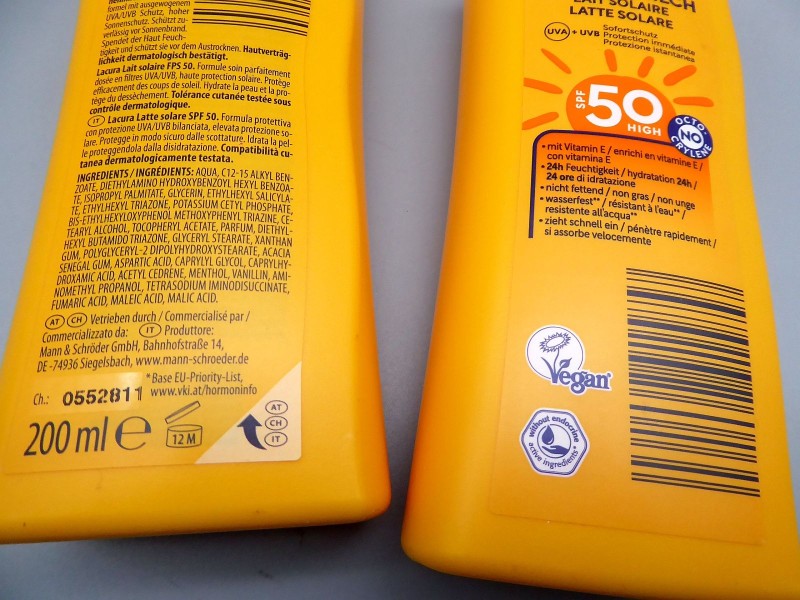 format mit ausgewogenem
UVA/UVB Schutz, hoher
Sonnenschutz. Schützt zu-
verlässig vor Sonnenbrand.
Spendet der Haut Feuch-
tigkeit und schützt sie vor dem Austrocknen. Hautverträg-
lichkeit dermatologisch bestätigt.
Lacura Lait solaire FPS 50. Formule soin parfaitement
dosée en filtres UVA/UVB, haute protection solaire. Protège
efficacement des coups de soleil. Hydrate la peau et la pro-
tège du dessèchement. Tolérance cutanée testée sous
contrôle dermatologique.
IT Lacura Latte solare SPF 50. Formula protettiva
con protezione UVA/UVB bilanciata, elevata protezione so-
lare. Protegge in modo sicuro dalle scottature. Idrata la pel-
le proteggendola dalla disidratazione. Compatibilità cu-
tanea dermatologicamente testata.
INGREDIENTS/ INGRÉDIENTS: AQUA, C12-15 ALKYL BEN-
ZOATE, DIETHYLAMINO HYDROXYBENZOYL HEXYL BENZOA-
TE, ISOPROPYL PALMITATE, GLYCERIN, ETHYLHEXYL SALICYLA-
TE, ETHYLHEXYL TRIAZONE, POTASSIUM CETYL PHOSPHATE,
BIS-ETHYLHEXYLOXYPHENOL METHOXYPHENYL TRIAZINE, CE-
TEARYL ALCOHOL, TOCOPHERYL ACETATE, PARFUM, DIETHYL-
HEXYL BUTAMIDO TRIAZONE, GLYCERYL STEARATE, XANTHAN
GUM, POLYGLYCERYL-2 DIPOLYHYDROXYSTEARATE, ACACIA
SENEGAL GUM, ASPARTIC ACID, CAPRYLYL GLYCOL, CAPRYLHY-
DROXAMIC ACID, ACETYL CEDRENE, MENTHOL, VANILLIN, AMI-
NOMETHYL PROPANOL, TETRASODIUM IMINODISUCCINATE,
FUMARIC ACID, MALEIC ACID, MALIC ACID.
AT CH Vertrieben durch / Commercialisé par /
Commercializzato da: IT Produttore:
Mann & Schröder GmbH, Bahnhofstraße 14,
DE -74936 Siegelsbach, www.mann-schroeder.de
*Base EU-Priority-List,
Ch.: 0552811 www.vki.at/hormoninfo
200 ml e 12 M AT
CH
IT
LAIT SOLAIRE
LATTE SOLARE
UVA + UVB Sofortschutz
Protection immédiate
Protezione istantanea
SPF 50 HIGH
NO OCTO CRYLENE
• mit Vitamin E / enrichi en vitamine E /
con vitamina E
• 24h Feuchtigkeit / hydratation 24h /
24 ore di idratazione
• nicht fettend / non gras / non unge
• wasserfest** / résistant à l'eau** /
resistente all'acqua**
• zieht schnell ein / pénètre rapidement /
si assorbe velocemente
Vegan
without endocrine
active ingredients*